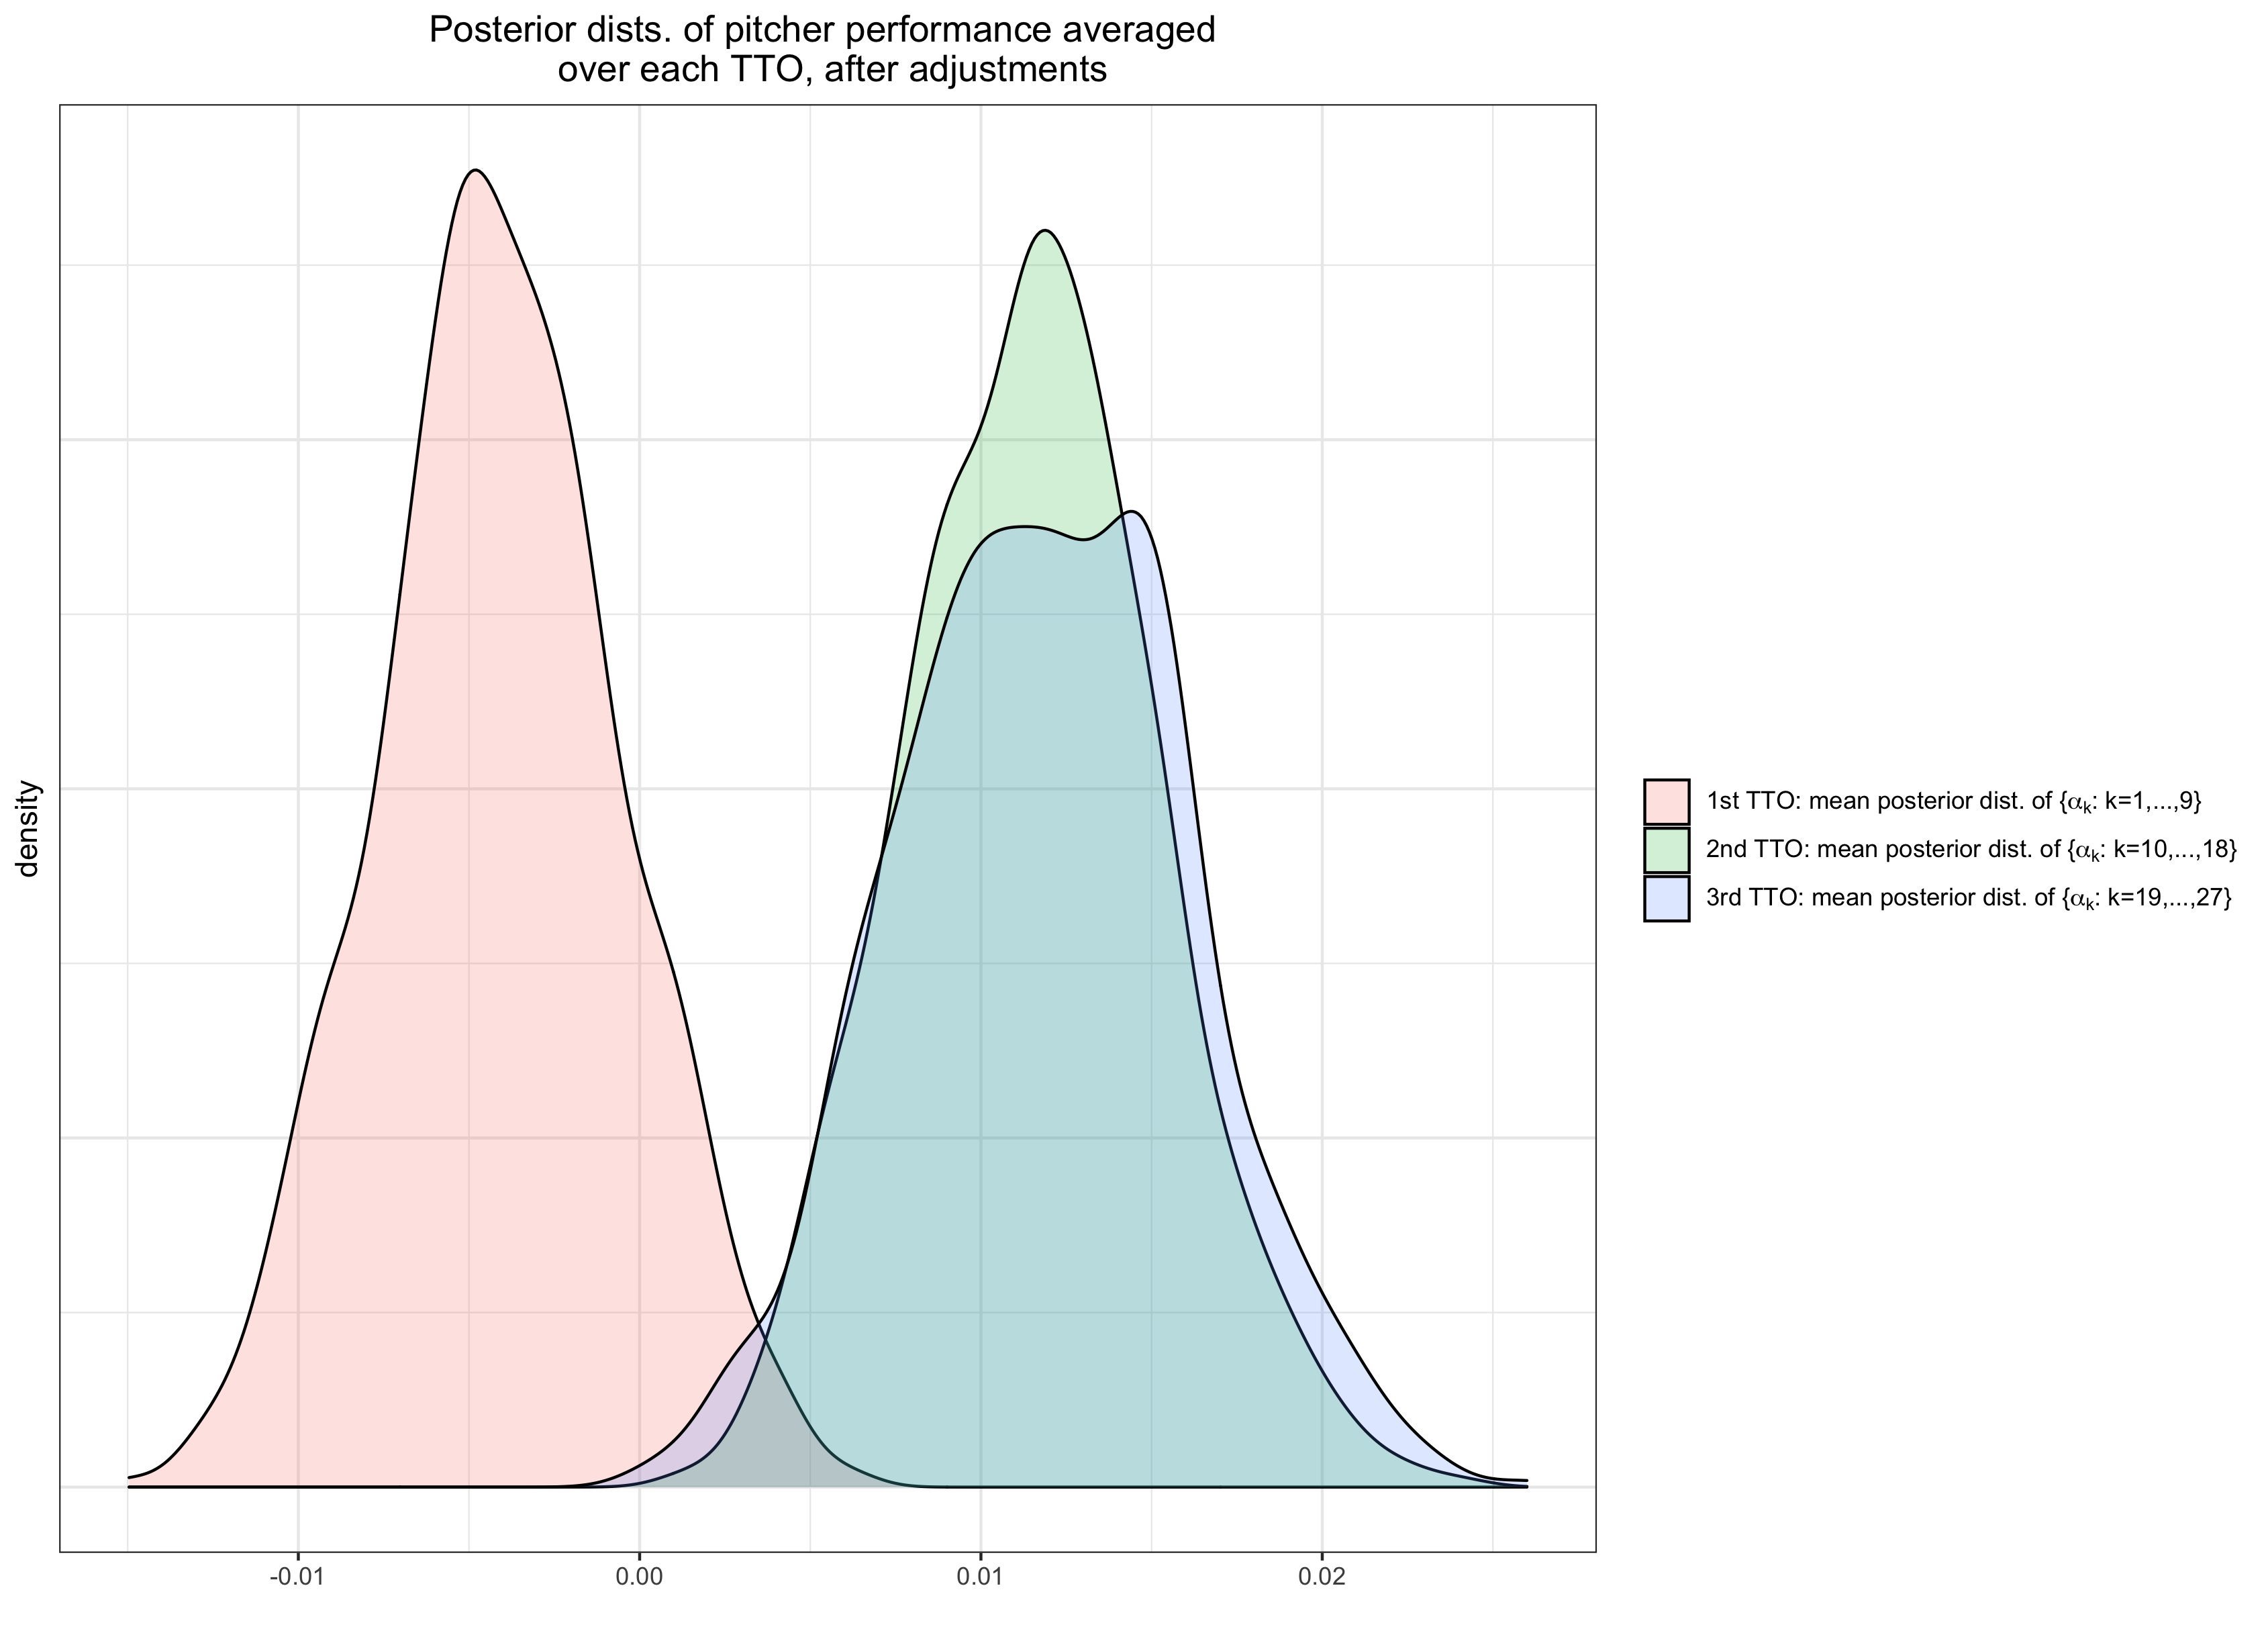 Posterior dists. of pitcher performance averaged
over each TTO, after adjustments
density
1st TTO: mean posterior dist. of {αk: k=1,...,9}
2nd TTO: mean posterior dist. of {αk: k=10,...,18}
3rd TTO: mean posterior dist. of {αk: k=19,...,27}
-0.01 0.00 0.01 0.02